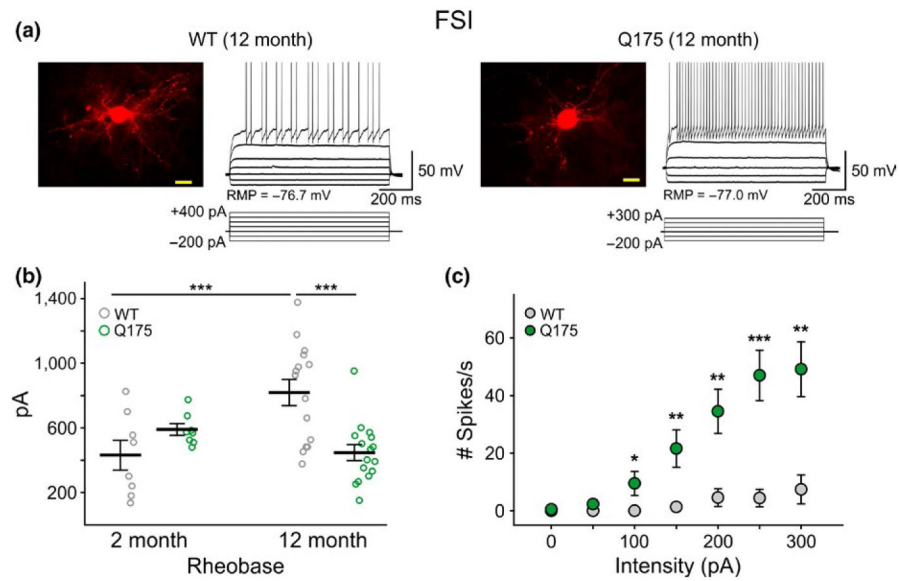 FSI
(a)
WT (12 month)
Q175 (12 month)
RMP = −76.7 mV
50 mV
200 ms
+400 pA
−200 pA
RMP = −77.0 mV
50 mV
200 ms
+300 pA
−200 pA
(b)
*** ***
1,400
WT
Q175
1,000
pA
600
200
2 month 12 month
Rheobase
(c)
WT
Q175
60
40
20
0
# Spikes/s
* ** ** *** **
0 100 200 300
Intensity (pA)